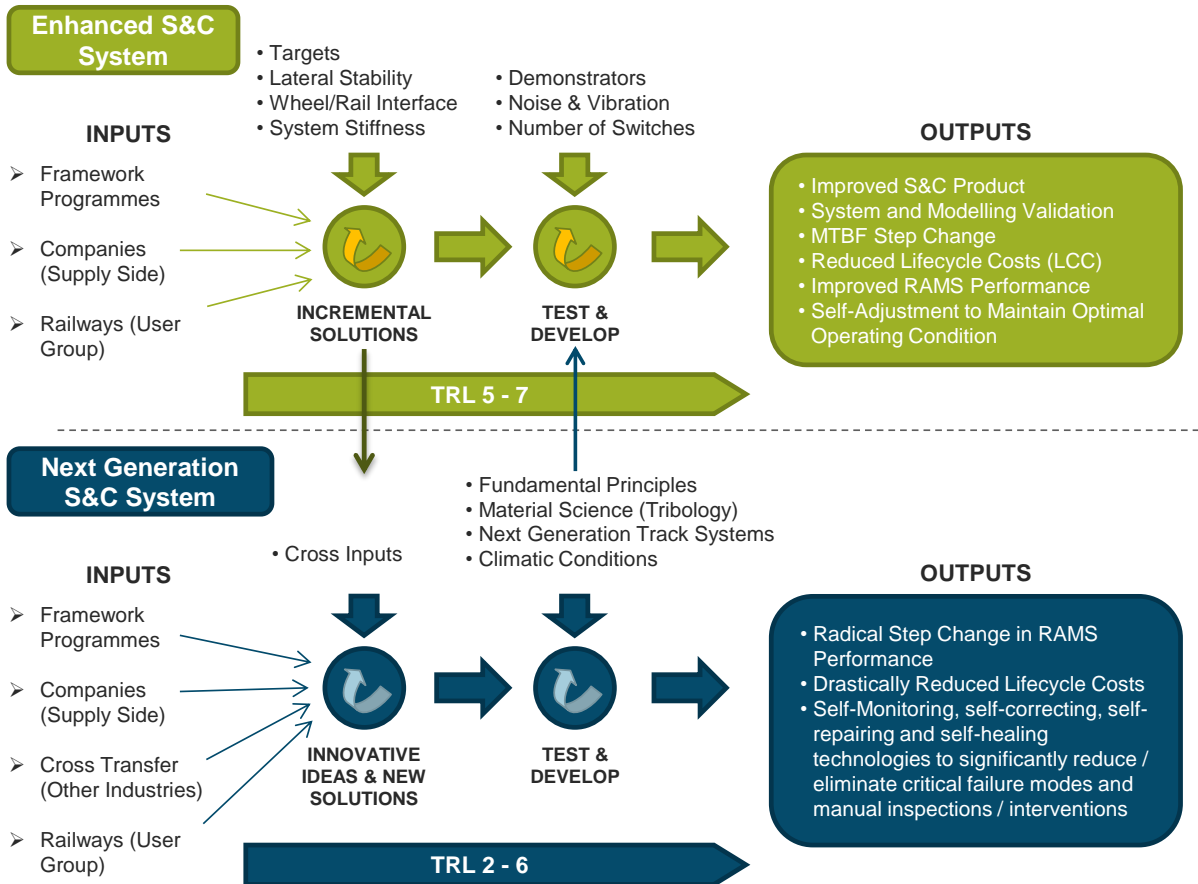 Enhanced S&C
System
• Targets
• Lateral Stability
• Wheel/Rail Interface
• System Stiffness
• Demonstrators
• Noise & Vibration
• Number of Switches
INPUTS
➢ Framework
Programmes
➢ Companies
(Supply Side)
➢ Railways (User
Group)
INCREMENTAL
SOLUTIONS
TEST &
DEVELOP
OUTPUTS
• Improved S&C Product
• System and Modelling Validation
• MTBF Step Change
• Reduced Lifecycle Costs (LCC)
• Improved RAMS Performance
• Self-Adjustment to Maintain Optimal
Operating Condition
TRL 5 - 7
Next Generation
S&C System
• Cross Inputs
• Fundamental Principles
• Material Science (Tribology)
• Next Generation Track Systems
• Climatic Conditions
INPUTS
➢ Framework
Programmes
➢ Companies
(Supply Side)
➢ Cross Transfer
(Other Industries)
➢ Railways (User
Group)
INNOVATIVE
IDEAS & NEW
SOLUTIONS
TEST &
DEVELOP
OUTPUTS
• Radical Step Change in RAMS
Performance
• Drastically Reduced Lifecycle Costs
• Self-Monitoring, self-correcting, self-
repairing and self-healing
technologies to significantly reduce /
eliminate critical failure modes and
manual inspections / interventions
TRL 2 - 6